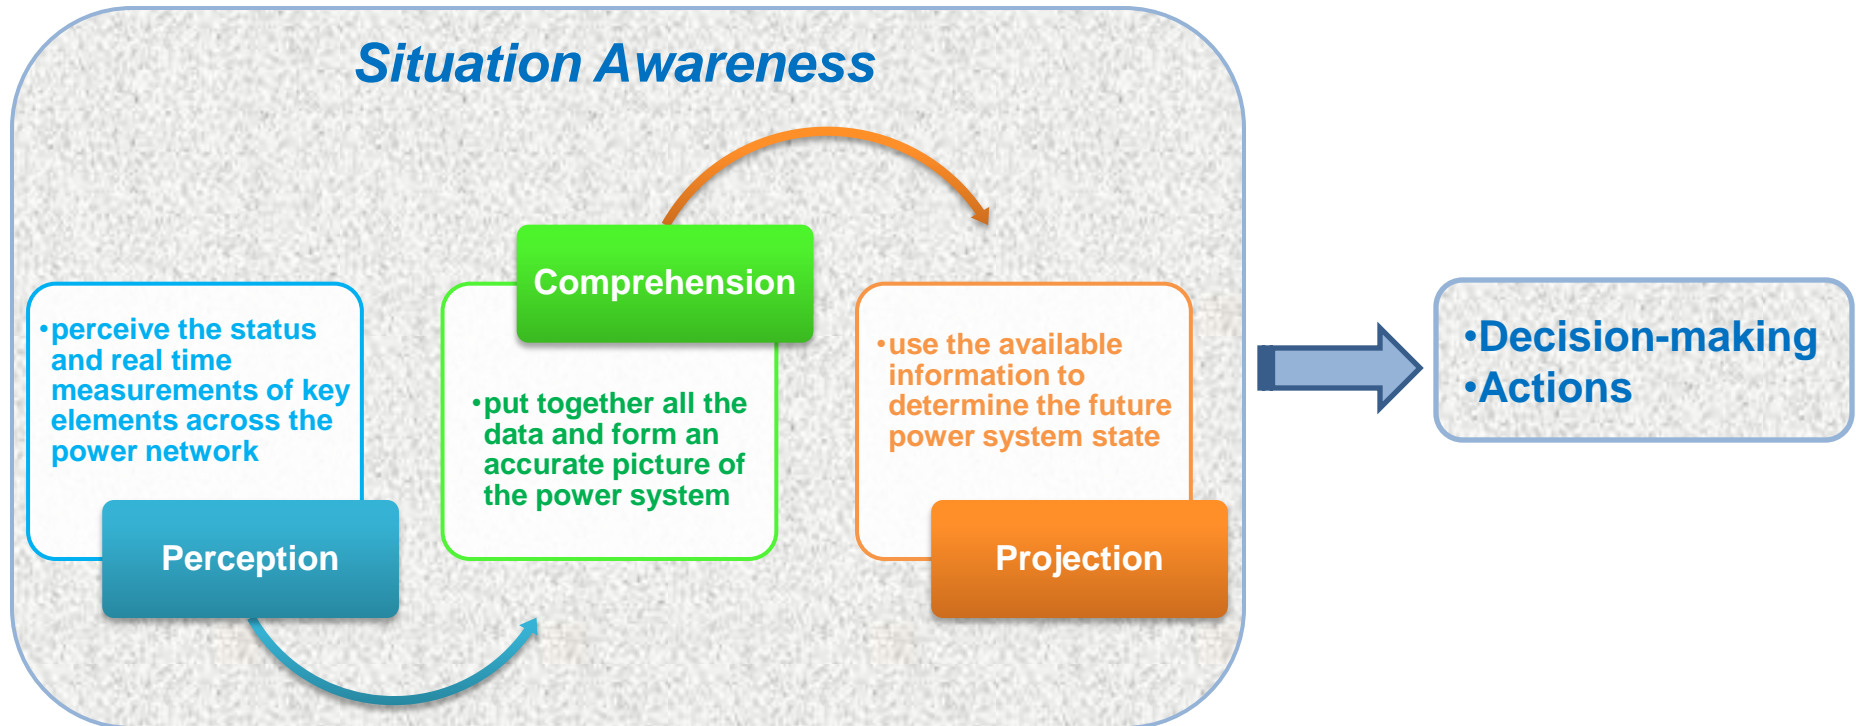 Situation Awareness
•perceive the status
and real time
measurements of key
elements across the
power network
Perception
Comprehension
•put together all the
data and form an
accurate picture of
the power system
•use the available
information to
determine the future
power system state
Projection
•Decision-making
•Actions